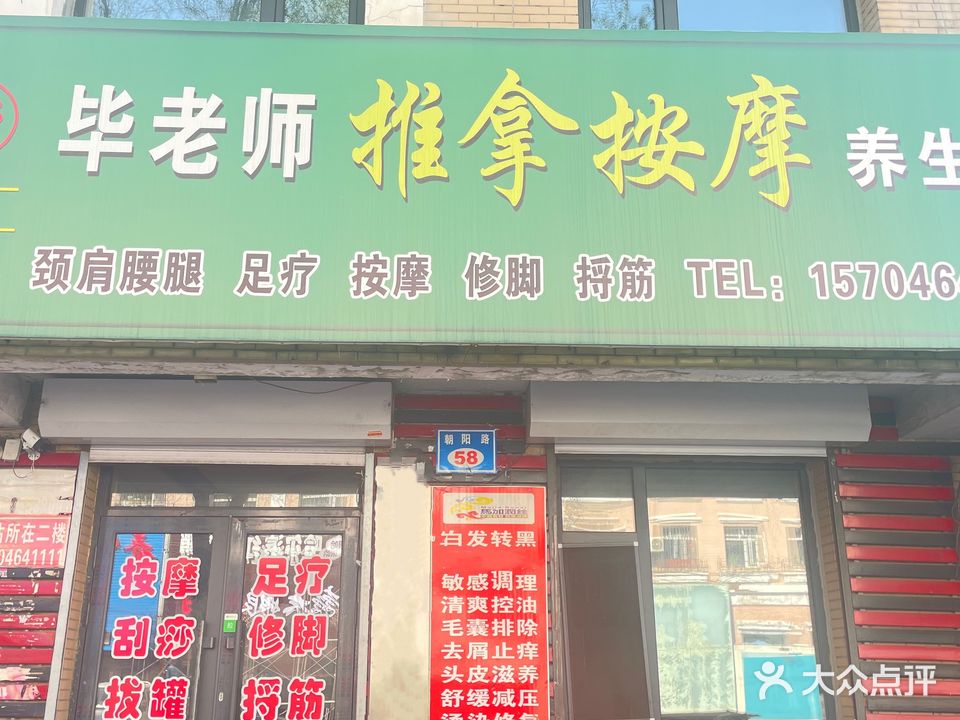 毕老师 推拿按摩 养生
颈肩腰腿 足疗 按摩 修脚 捋筋 TEL：1570464
朝阳路
58
白发转黑
敏感调理
清爽控油
毛囊排除
去屑止痒
头皮滋养
舒缓减压
所在二楼
04641111
按摩 足疗
刮莎 修脚
拔罐 捋筋
大众点评